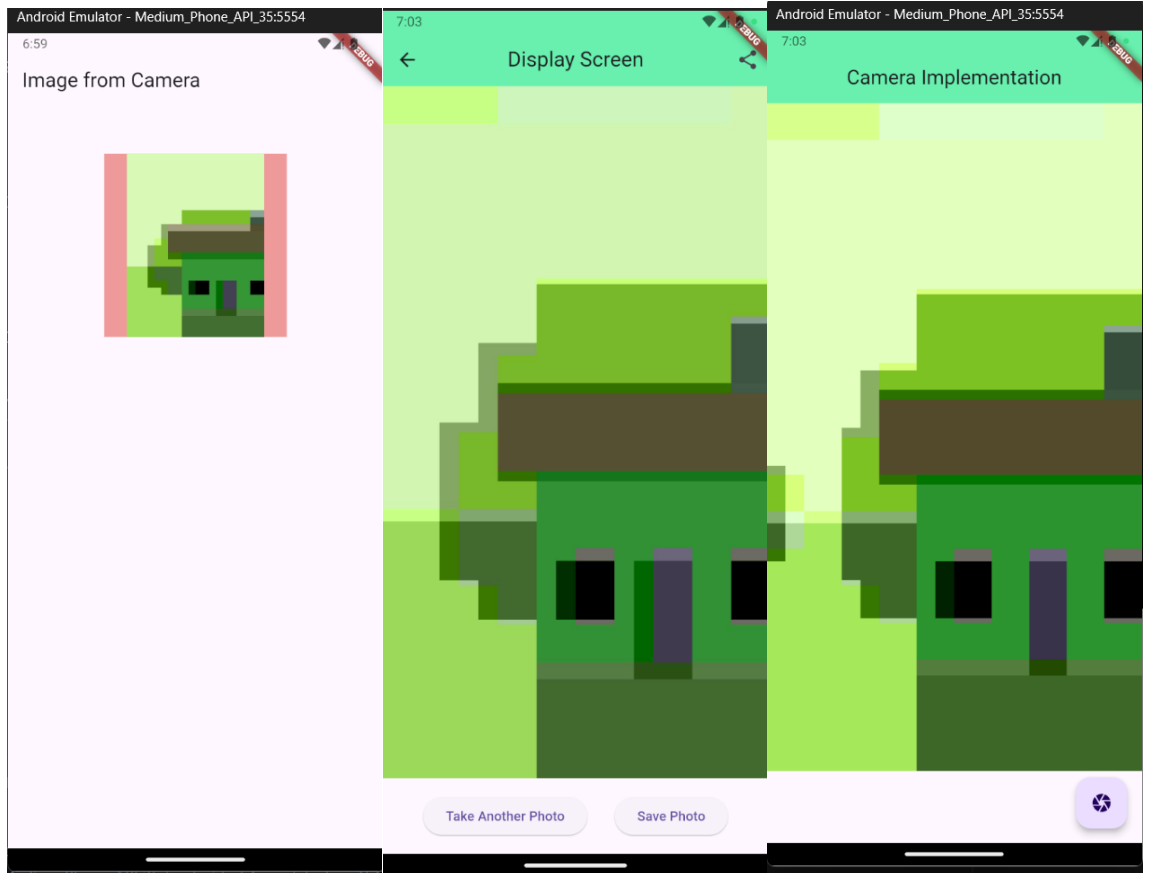 Android Emulator - Medium_Phone_API_35:5554
6:59
DEBUG
Image from Camera
7:03
DEBUG
Display Screen
Take Another Photo
Save Photo
Android Emulator - Medium_Phone_API_35:5554
7:03
DEBUG
Camera Implementation